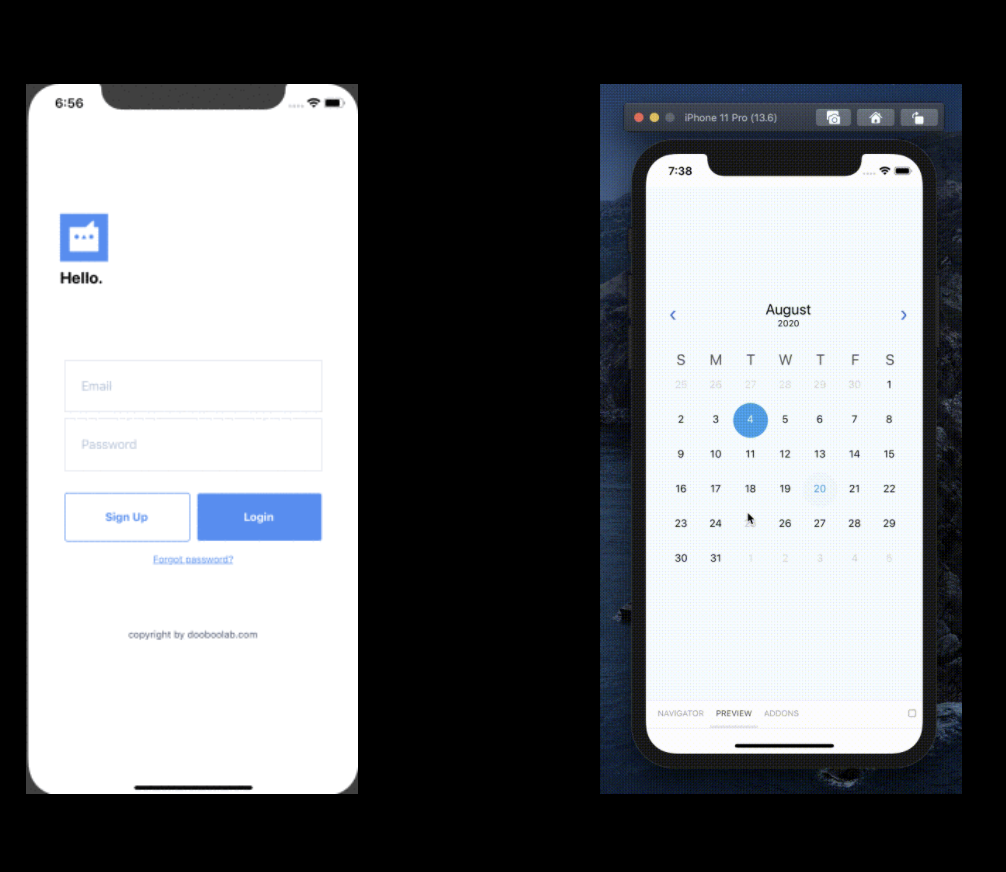 6:56
Hello.
Email
Password
Sign Up Login
Forgot password?
copyright by dooboolab.com
iPhone 11 Pro (13.6)
7:38
August
2020
S M T W T F S
25 26 27 28 29 30 1
2 3 4 5 6 7 8
9 10 11 12 13 14 15
16 17 18 19 20 21 22
23 24 26 27 28 29
30 31 1 2 3 4 5
NAVIGATOR PREVIEW ADDONS